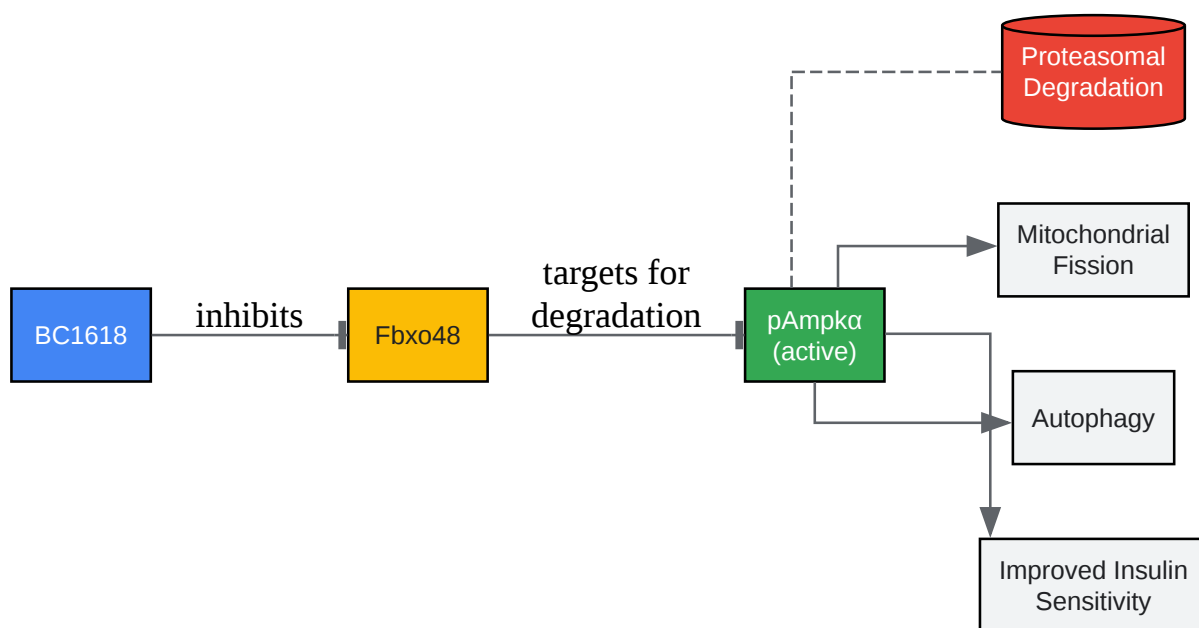 Proteasomal
Degradation
Mitochondrial
Fission
targets for
degradation
inhibits
BC1618
Fbxo48
pAmpkα
(active)
Autophagy
Improved Insulin
Sensitivity